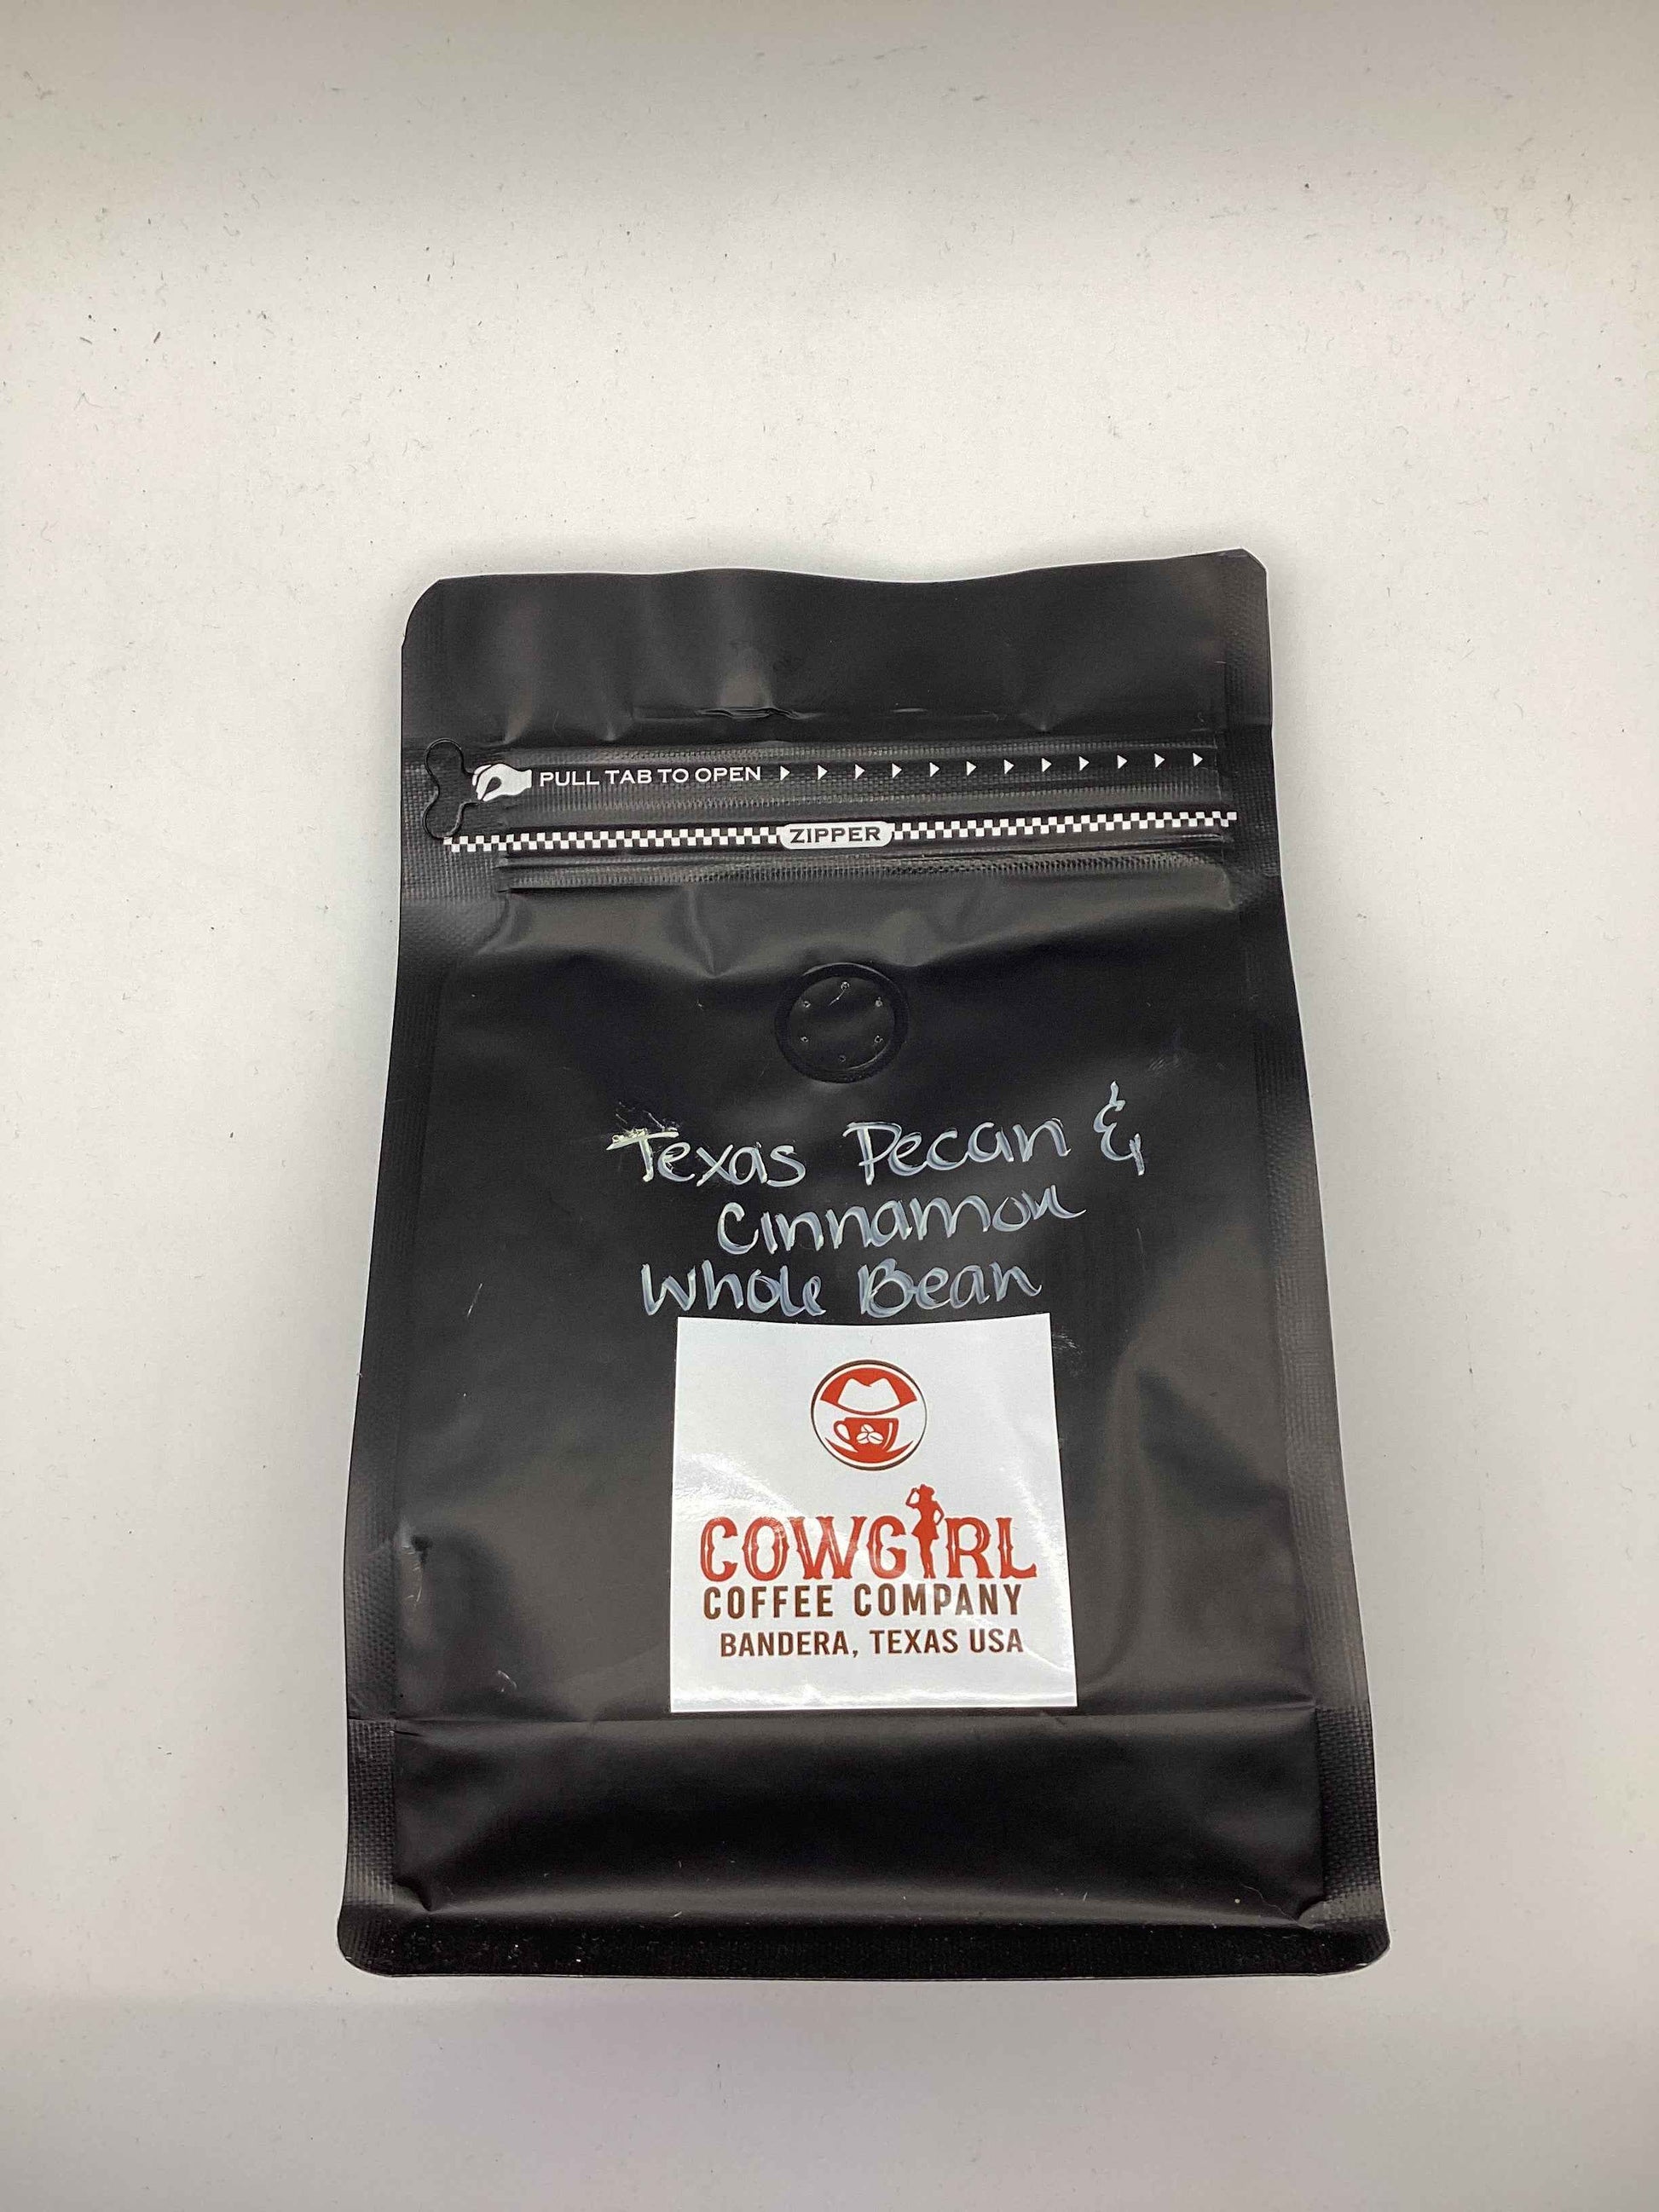 PULL TAB TO OPEN
ZIPPER
Texas Pecan &
Cinnamon
Whole Bean
COWGIRL
COFFEE COMPANY
BANDERA, TEXAS USA